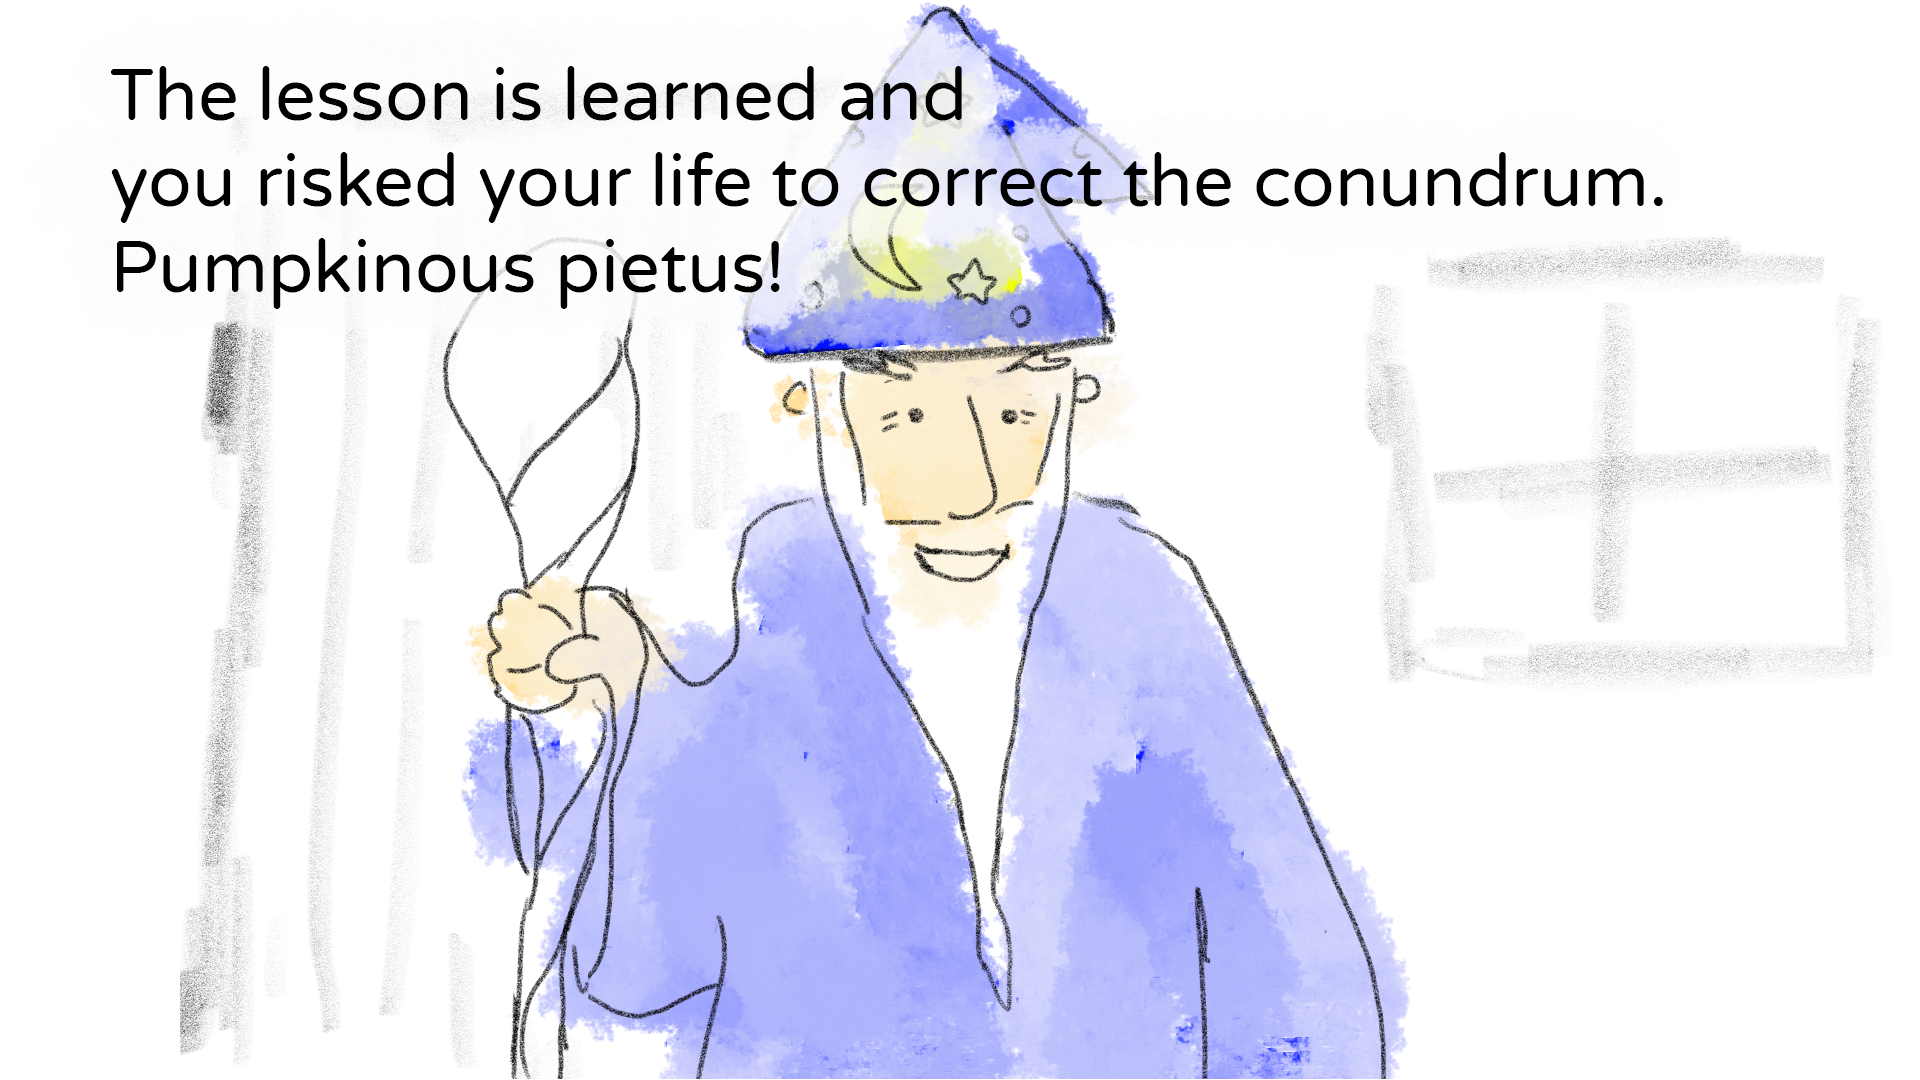 The lesson is learned and
you risked your life to correct the conundrum.
Pumpkinous pietus!